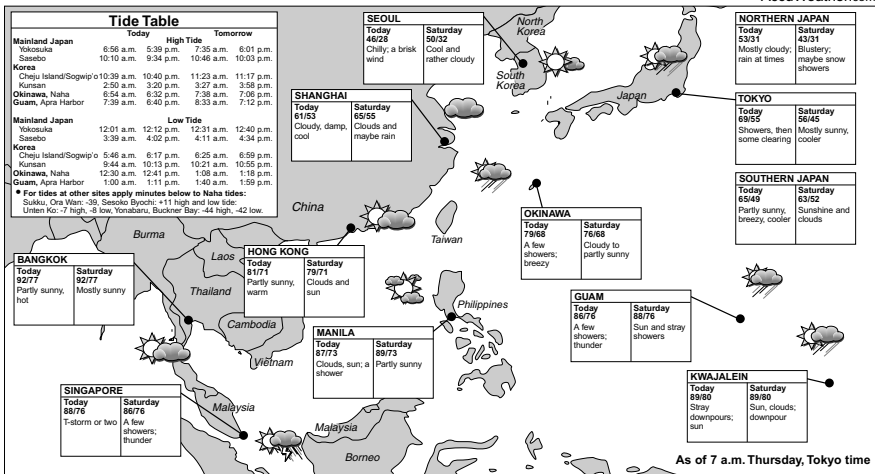 Tide Table
Today Tomorrow
Mainland Japan High Tide
Yokosuka 6:56 a.m. 5:39 p.m. 7:35 a.m. 6:01 p.m.
Sasebo 10:10 a.m. 9:34 p.m. 10:46 a.m. 10:03 p.m.
Korea
Cheju Island/Sogwip'o 10:39 a.m. 10:40 p.m. 11:23 a.m. 11:17 p.m.
Kunsan 2:50 a.m. 3:20 p.m. 3:27 a.m. 3:58 p.m.
Okinawa, Naha 6:54 a.m. 6:32 p.m. 7:38 a.m. 7:06 p.m.
Guam, Apra Harbor 7:39 a.m. 6:40 p.m. 8:33 a.m. 7:12 p.m.
Mainland Japan Low Tide
Yokosuka 12:01 a.m. 12:12 p.m. 12:31 a.m. 12:40 p.m.
Sasebo 3:39 a.m. 4:02 p.m. 4:11 a.m. 4:34 p.m.
Korea
Cheju Island/Sogwip'o 5:46 a.m. 6:17 p.m. 6:25 a.m. 6:59 p.m.
Kunsan 9:44 a.m. 10:13 p.m. 10:21 a.m. 10:55 p.m.
Okinawa, Naha 12:30 a.m. 12:41 p.m. 1:08 a.m. 1:18 p.m.
Guam, Apra Harbor 1:00 a.m. 1:11 p.m. 1:40 a.m. 1:59 p.m.
• For tides at other sites apply minutes below to Naha tides:
Sukku, Ora Wan: -39, Sesoko Byochi: +11 high and low tide:
Unten Ko: -7 high, -8 low, Yonabaru, Buckner Bay: -44 high, -42 low.
SEOUL
Today
46/28
Chilly; a brisk
wind
Saturday
50/32
Cool and
rather cloudy
North
Korea
South
Korea
Japan
NORTHERN JAPAN
Today
53/31
Mostly cloudy;
rain at times
Saturday
43/31
Blustery;
maybe snow
showers
SHANGHAI
Today
61/53
Cloudy, damp,
cool
Saturday
65/55
Clouds and
maybe rain
TOKYO
Today
69/55
Showers, then
some clearing
Saturday
56/45
Mostly sunny,
cooler
SOUTHERN JAPAN
Today
65/49
Partly sunny,
breezy, cooler
Saturday
63/52
Sunshine and
clouds
China
Taiwan
OKINAWA
Today
79/68
A few
showers;
breezy
Saturday
76/68
Cloudy to
partly sunny
Burma
Laos
Thailand
Cambodia
Vietnam
BANGKOK
Today
92/77
Partly sunny,
hot
Saturday
92/77
Mostly sunny
HONG KONG
Today
81/71
Partly sunny,
warm
Saturday
79/71
Clouds and
sun
Philippines
GUAM
Today
86/76
A few
showers;
thunder
Saturday
88/76
Sun and stray
showers
MANILA
Today
87/73
Clouds, sun; a
shower
Saturday
89/73
Partly sunny
KWAJALEIN
Today
89/80
Stray
downpours;
sun
Saturday
89/80
Sun, clouds;
downpour
SINGAPORE
Today
88/76
T-storm or two
Saturday
86/76
A few
showers;
thunder
Malaysia
Malaysia
Borneo
As of 7 a.m. Thursday, Tokyo time